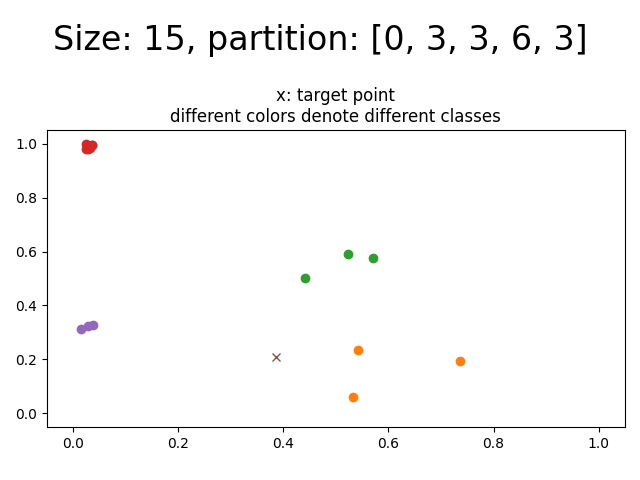 Size: 15, partition: [0, 3, 3, 6, 3]
x: target point
different colors denote different classes
1.0
0.8
0.6
0.4
0.2
0.0
0.0 0.2 0.4 0.6 0.8 1.0